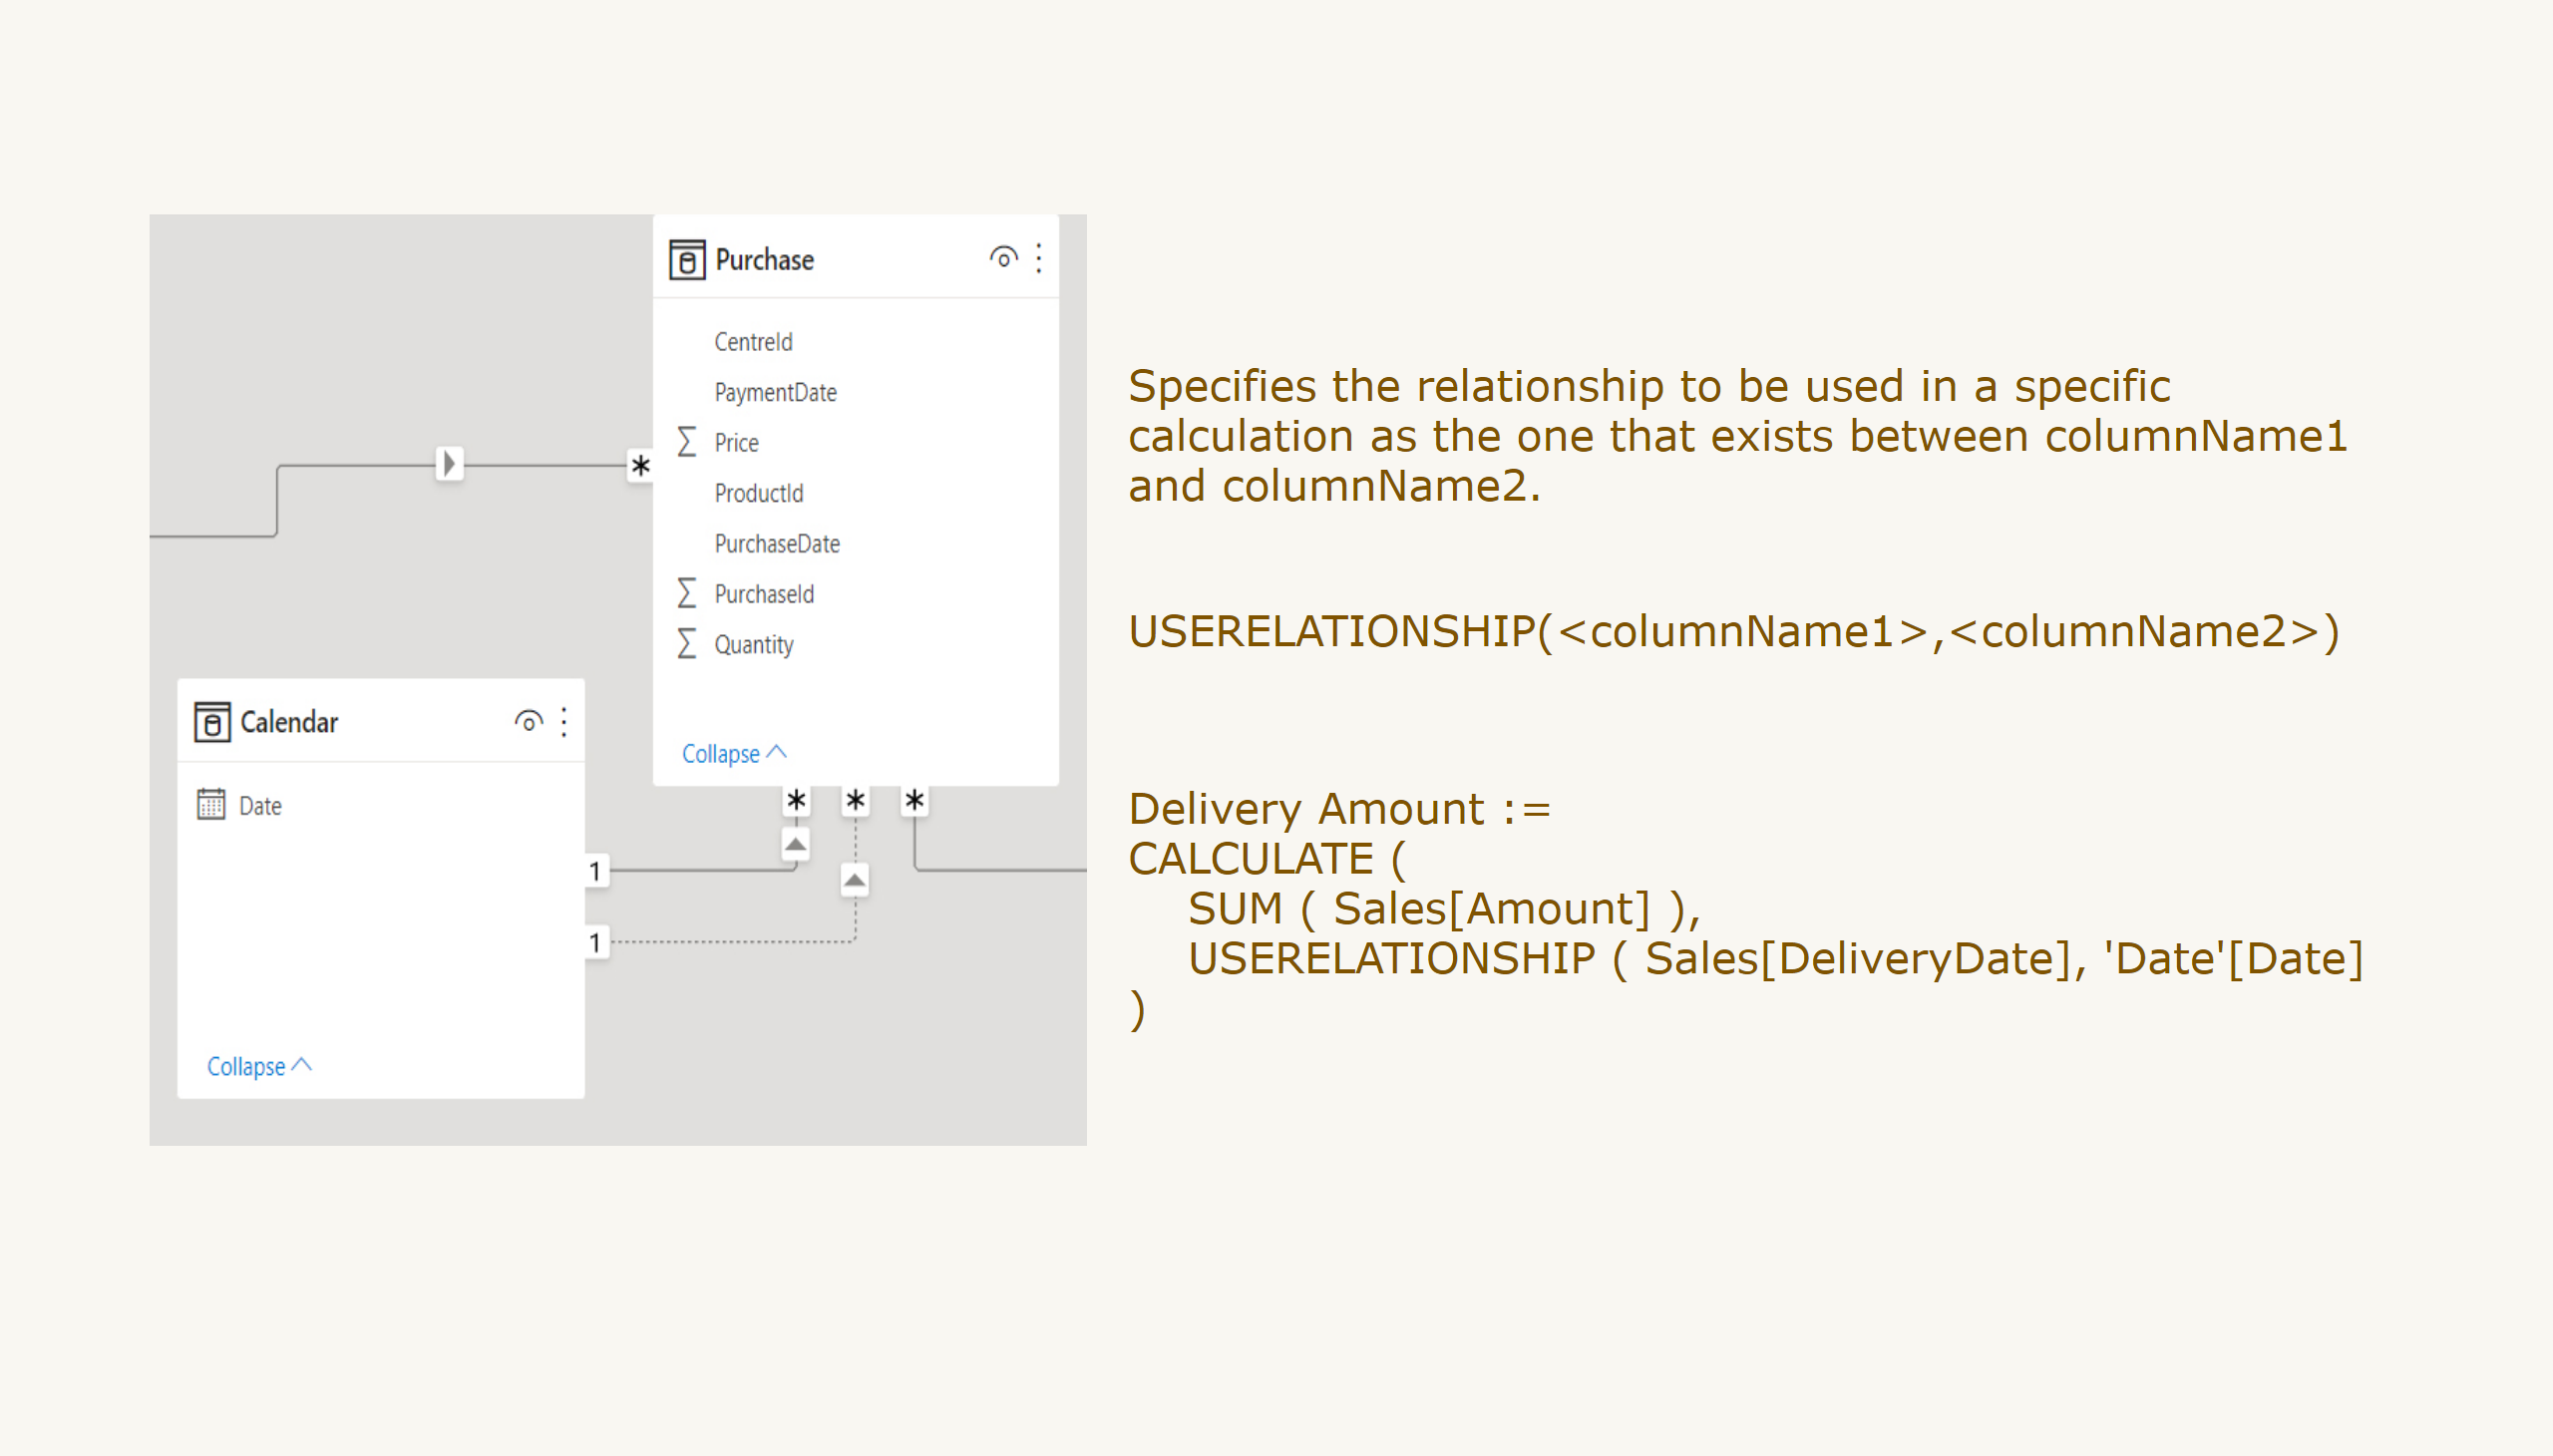 Purchase
CentreId
PaymentDate
∑ Price
ProductId
PurchaseDate
∑ PurchaseId
∑ Quantity
Collapse
*
* * *
Calendar
Date
1
1
Collapse
Specifies the relationship to be used in a specific
calculation as the one that exists between columnName1
and columnName2.
USERELATIONSHIP(<columnName1>,<columnName2>)
Delivery Amount :=
CALCULATE (
    SUM ( Sales[Amount] ),
    USERELATIONSHIP ( Sales[DeliveryDate], 'Date'[Date]
)